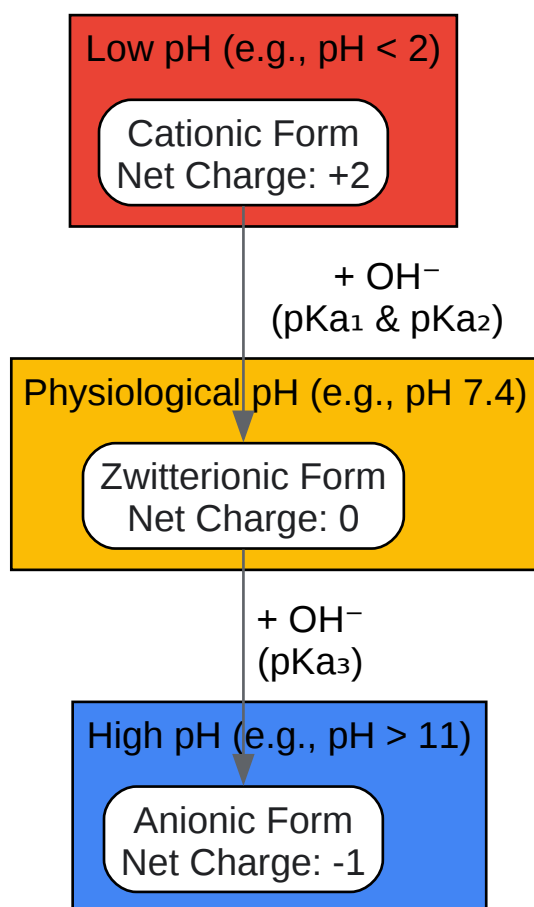 Low pH (e.g., pH < 2)
Cationic Form
Net Charge: +2
+ OH⁻
(pKa₁ & pKa₂)
Physiological pH (e.g., pH 7.4)
Zwitterionic Form
Net Charge: 0
+ OH⁻
(pKa₃)
High pH (e.g., pH > 11)
Anionic Form
Net Charge: -1